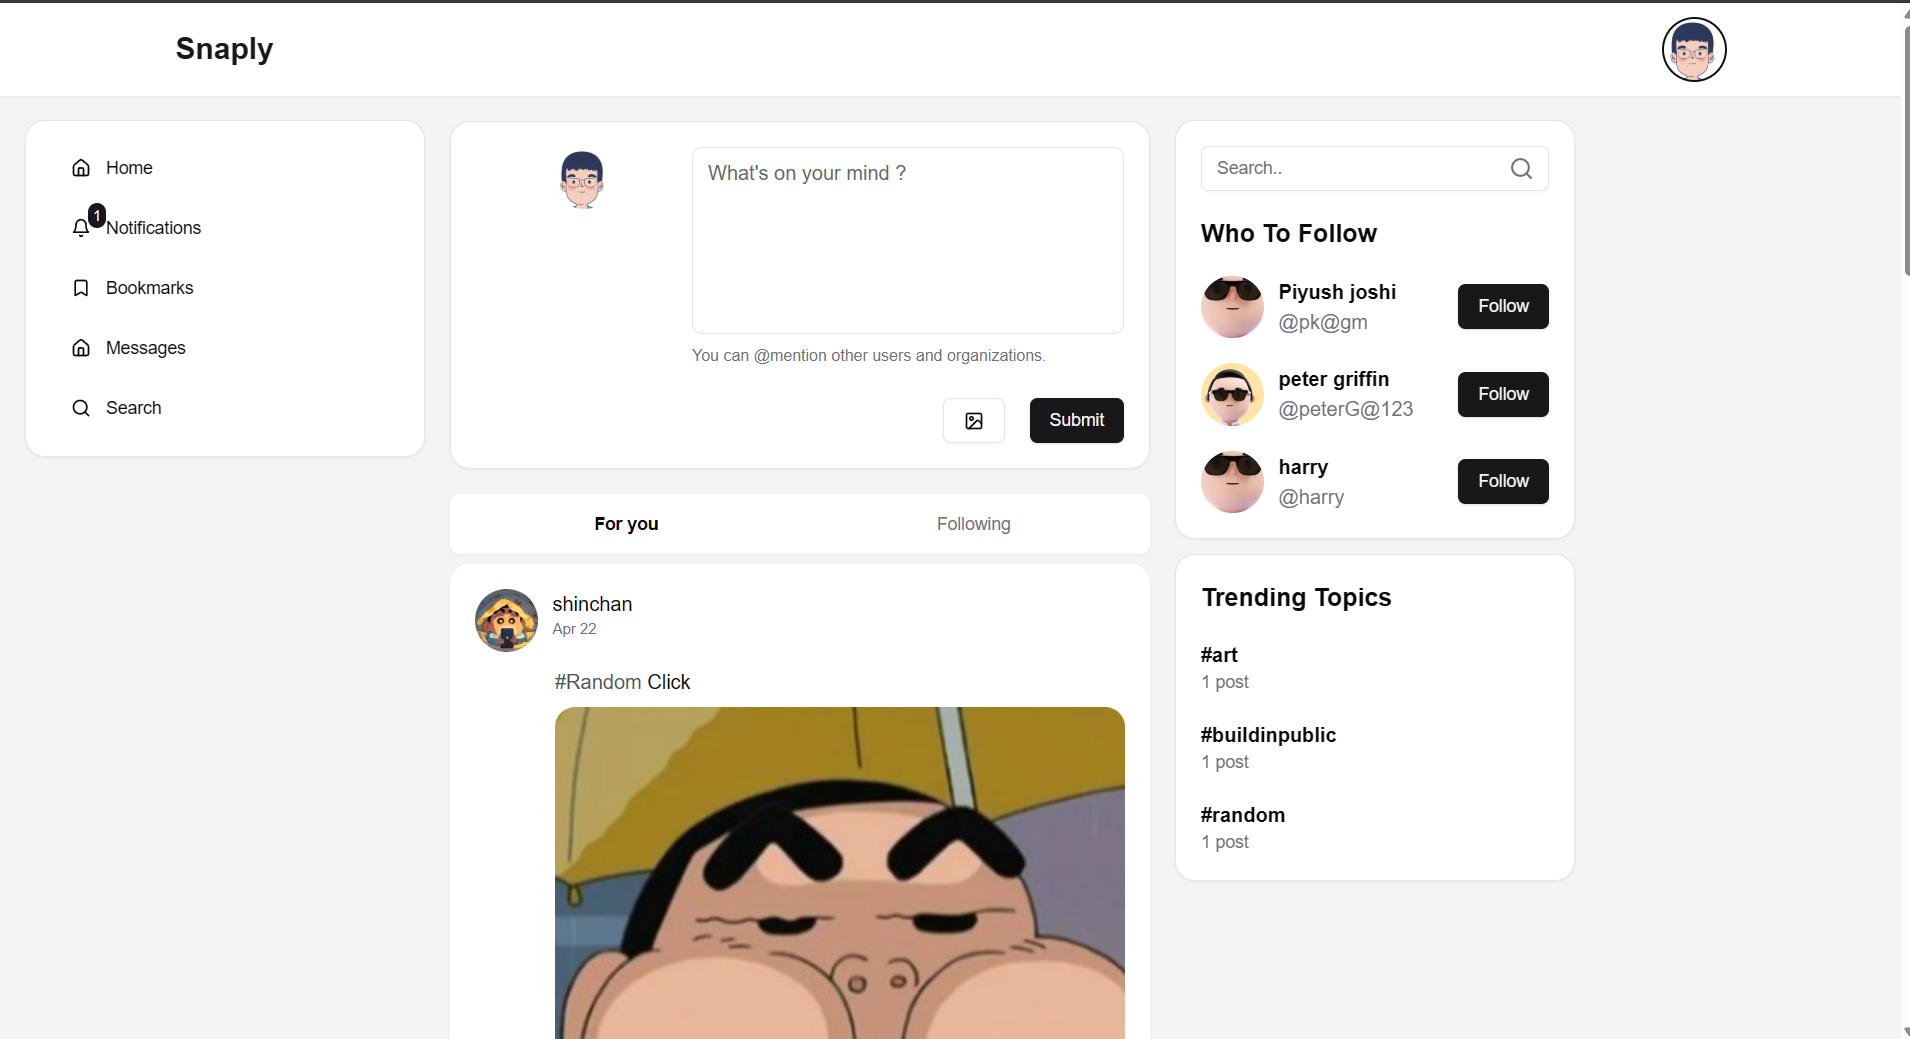 Snaply
Home
1
Notifications
Bookmarks
Messages
Search
What's on your mind ?
You can @mention other users and organizations.
Submit
For you
Following
shinchan
Apr 22
#Random Click
Search..
Who To Follow
Piyush joshi
@pk@gm
Follow
peter griffin
@peterG@123
Follow
harry
@harry
Follow
Trending Topics
#art
1 post
#buildinpublic
1 post
#random
1 post